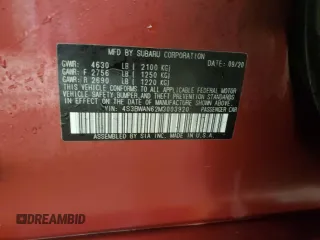 MFD BY SUBARU CORPORATION DATE: 09/20
GVWR: 4630 LB [ 2100 KG]
GAWR: F 2756 LB [ 1250 KG]
GAWR: R 2690 LB [ 1220 KG]
THIS VEHICLE CONFORMS TO ALL APPLICABLE
FEDERAL MOTOR VEHICLE SAFETY, BUMPER, AND
THEFT PREVENTION STANDARDS IN EFFECT ON THE
DATE OF MANUFACTURE SHOWN ABOVE.
VIN: PASSENGER CAR
ASSEMBLED BY SIA INC, MADE IN U.S.A.
DREAMBID